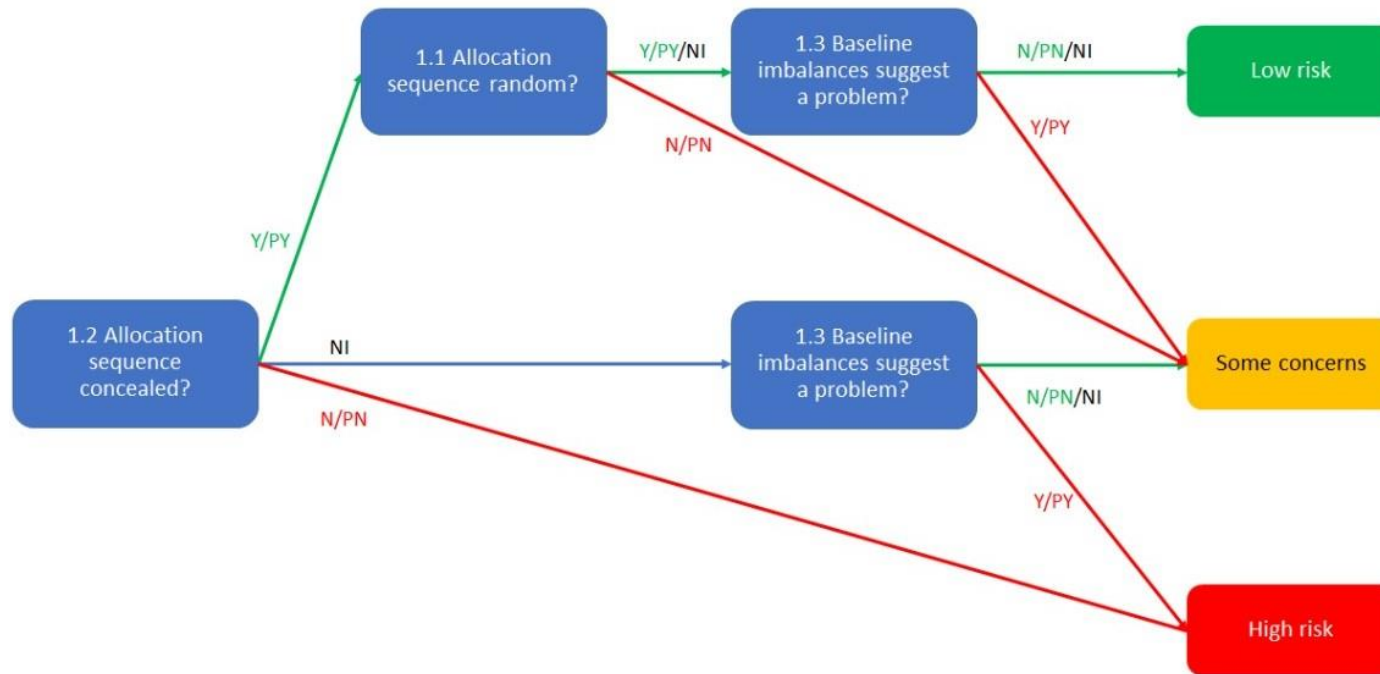 1.1 Allocation
sequence random?
Y/PY/NI
1.3 Baseline
imbalances suggest
a problem?
N/PN/NI
Low risk
N/PN
Y/PY
Y/PY
1.2 Allocation
sequence
concealed?
NI
N/PN
1.3 Baseline
imbalances suggest
a problem?
N/PN/NI
Some concerns
Y/PY
High risk